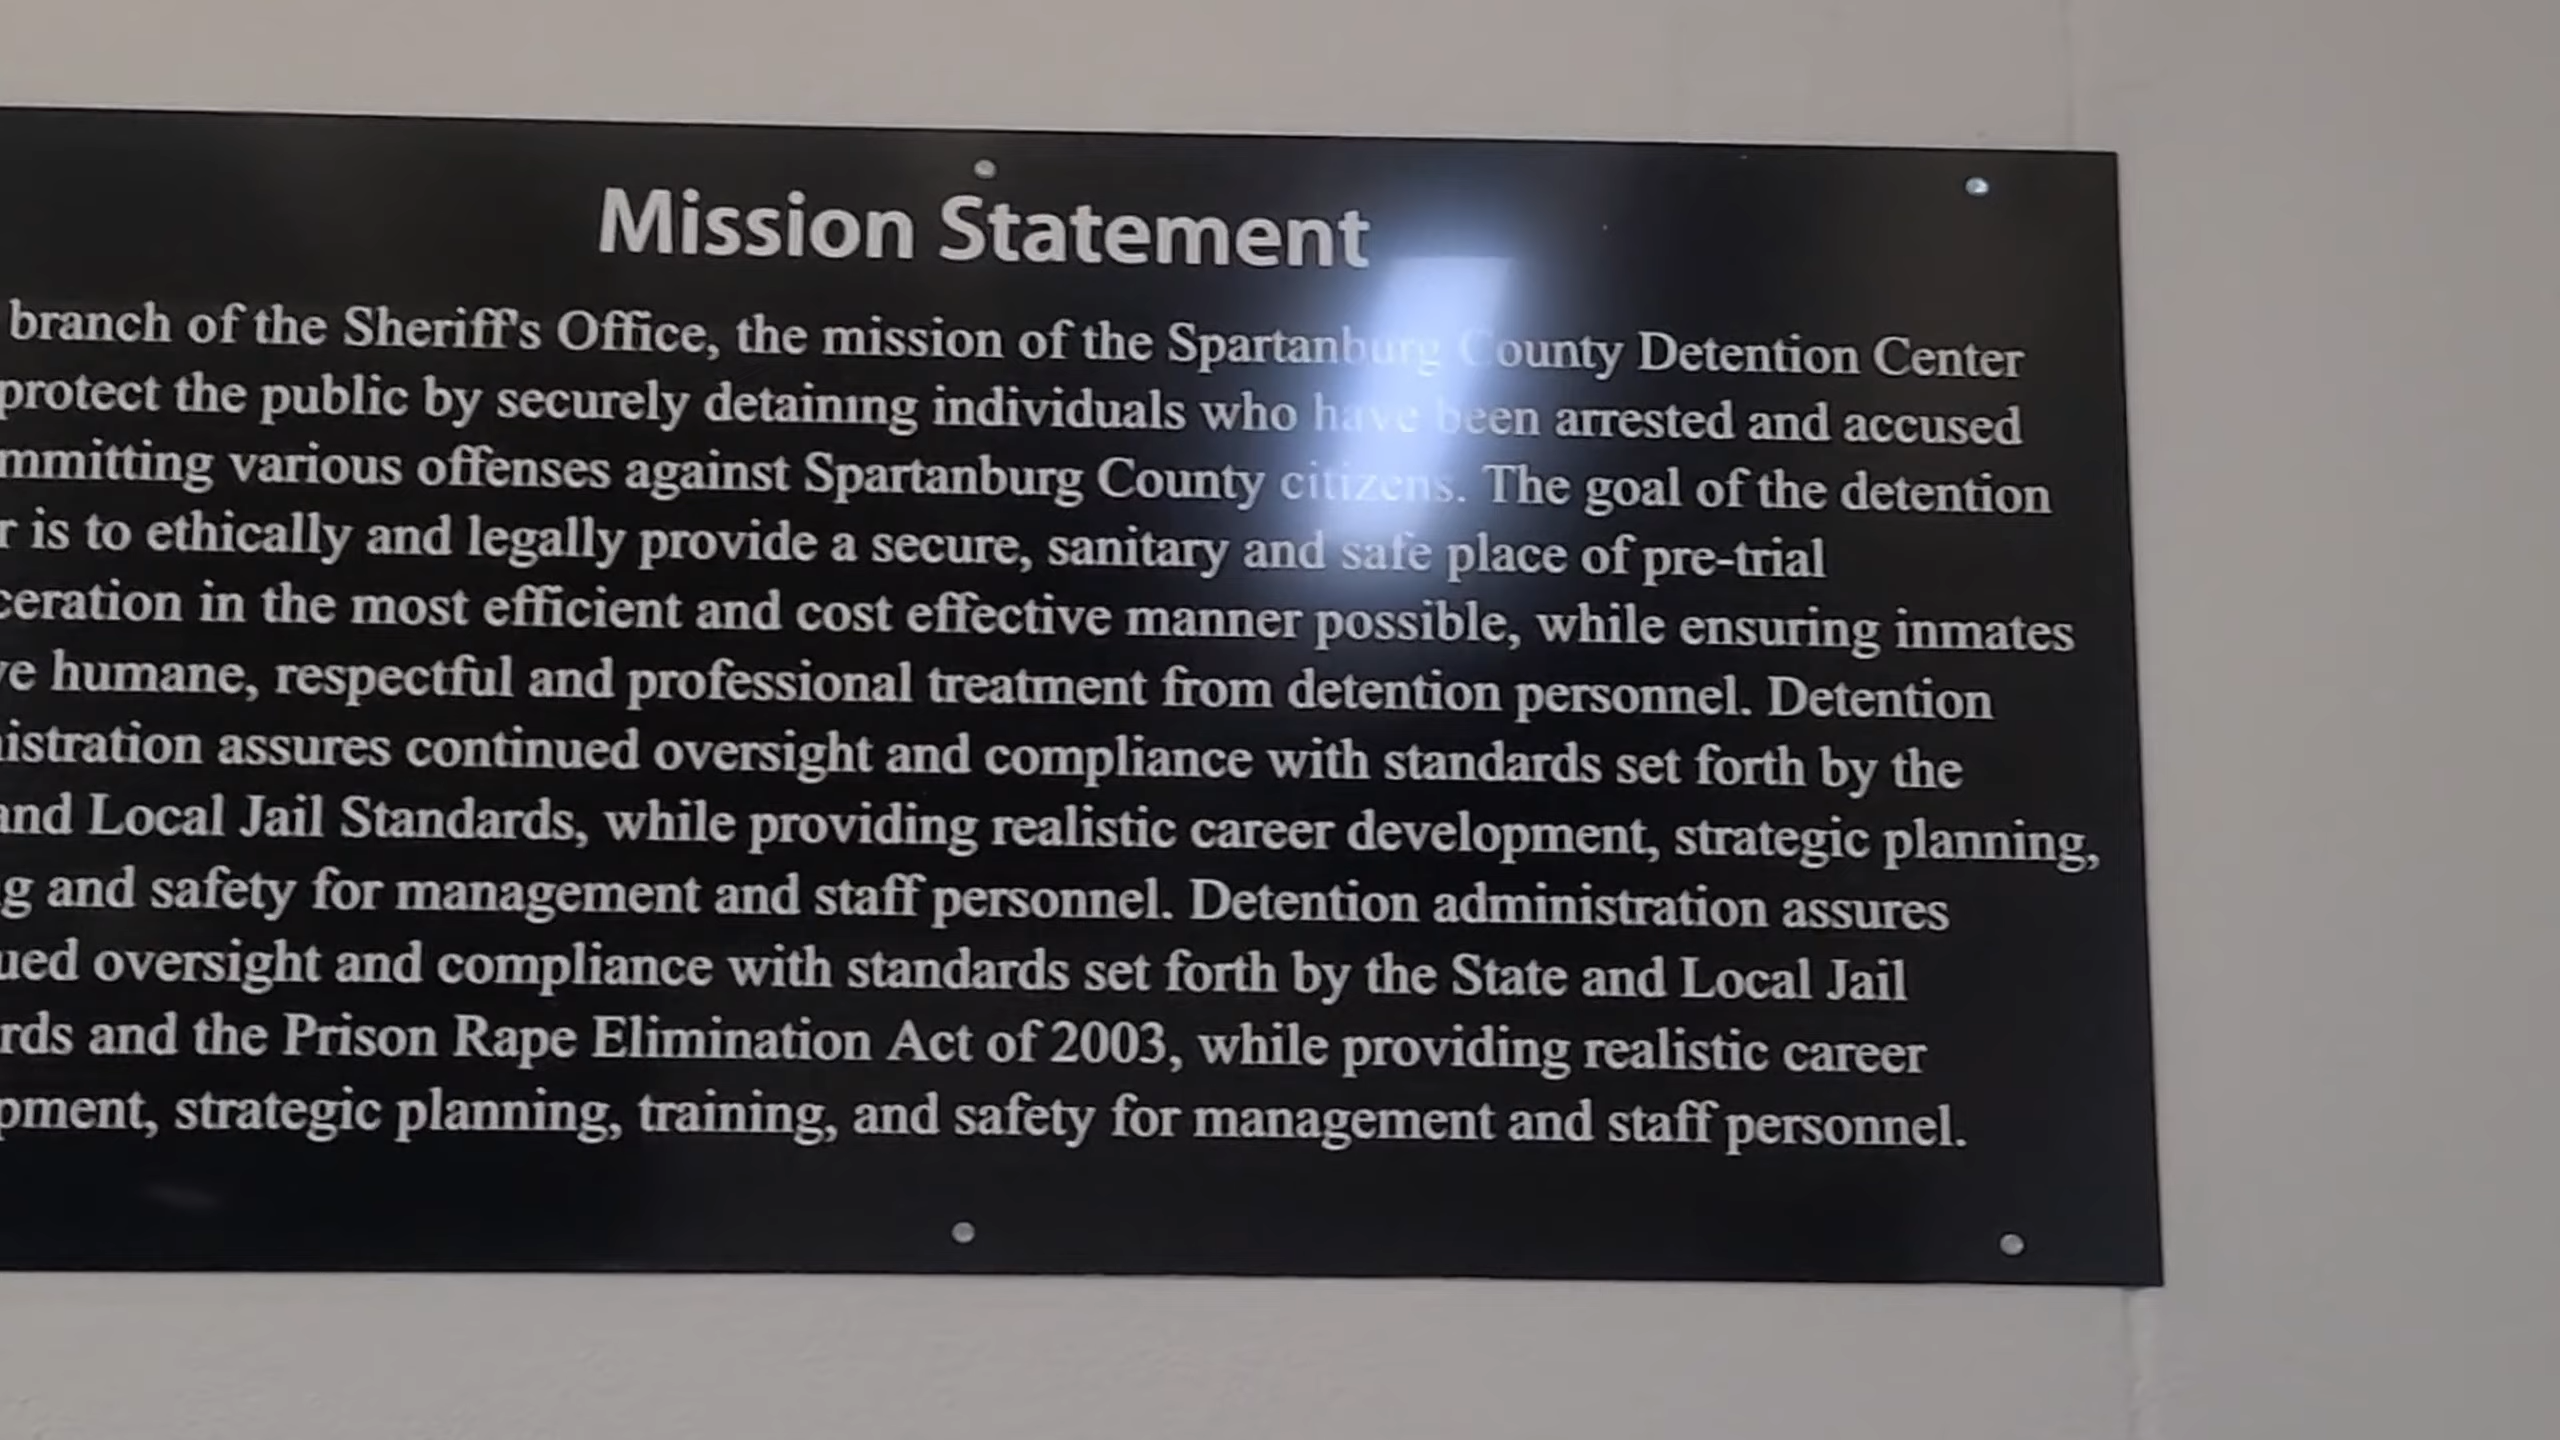 Mission Statement
branch of the Sheriff's Office, the mission of the Spartanburg County Detention Center
protect the public by securely detaining individuals who have been arrested and accused
mmitting various offenses against Spartanburg County citizens. The goal of the detention
r is to ethically and legally provide a secure, sanitary and safe place of pre-trial
ceration in the most efficient and cost effective manner possible, while ensuring inmates
ve humane, respectful and professional treatment from detention personnel. Detention
istration assures continued oversight and compliance with standards set forth by the
and Local Jail Standards, while providing realistic career development, strategic planning,
g and safety for management and staff personnel. Detention administration assures
ued oversight and compliance with standards set forth by the State and Local Jail
rds and the Prison Rape Elimination Act of 2003, while providing realistic career
pment, strategic planning, training, and safety for management and staff personnel.